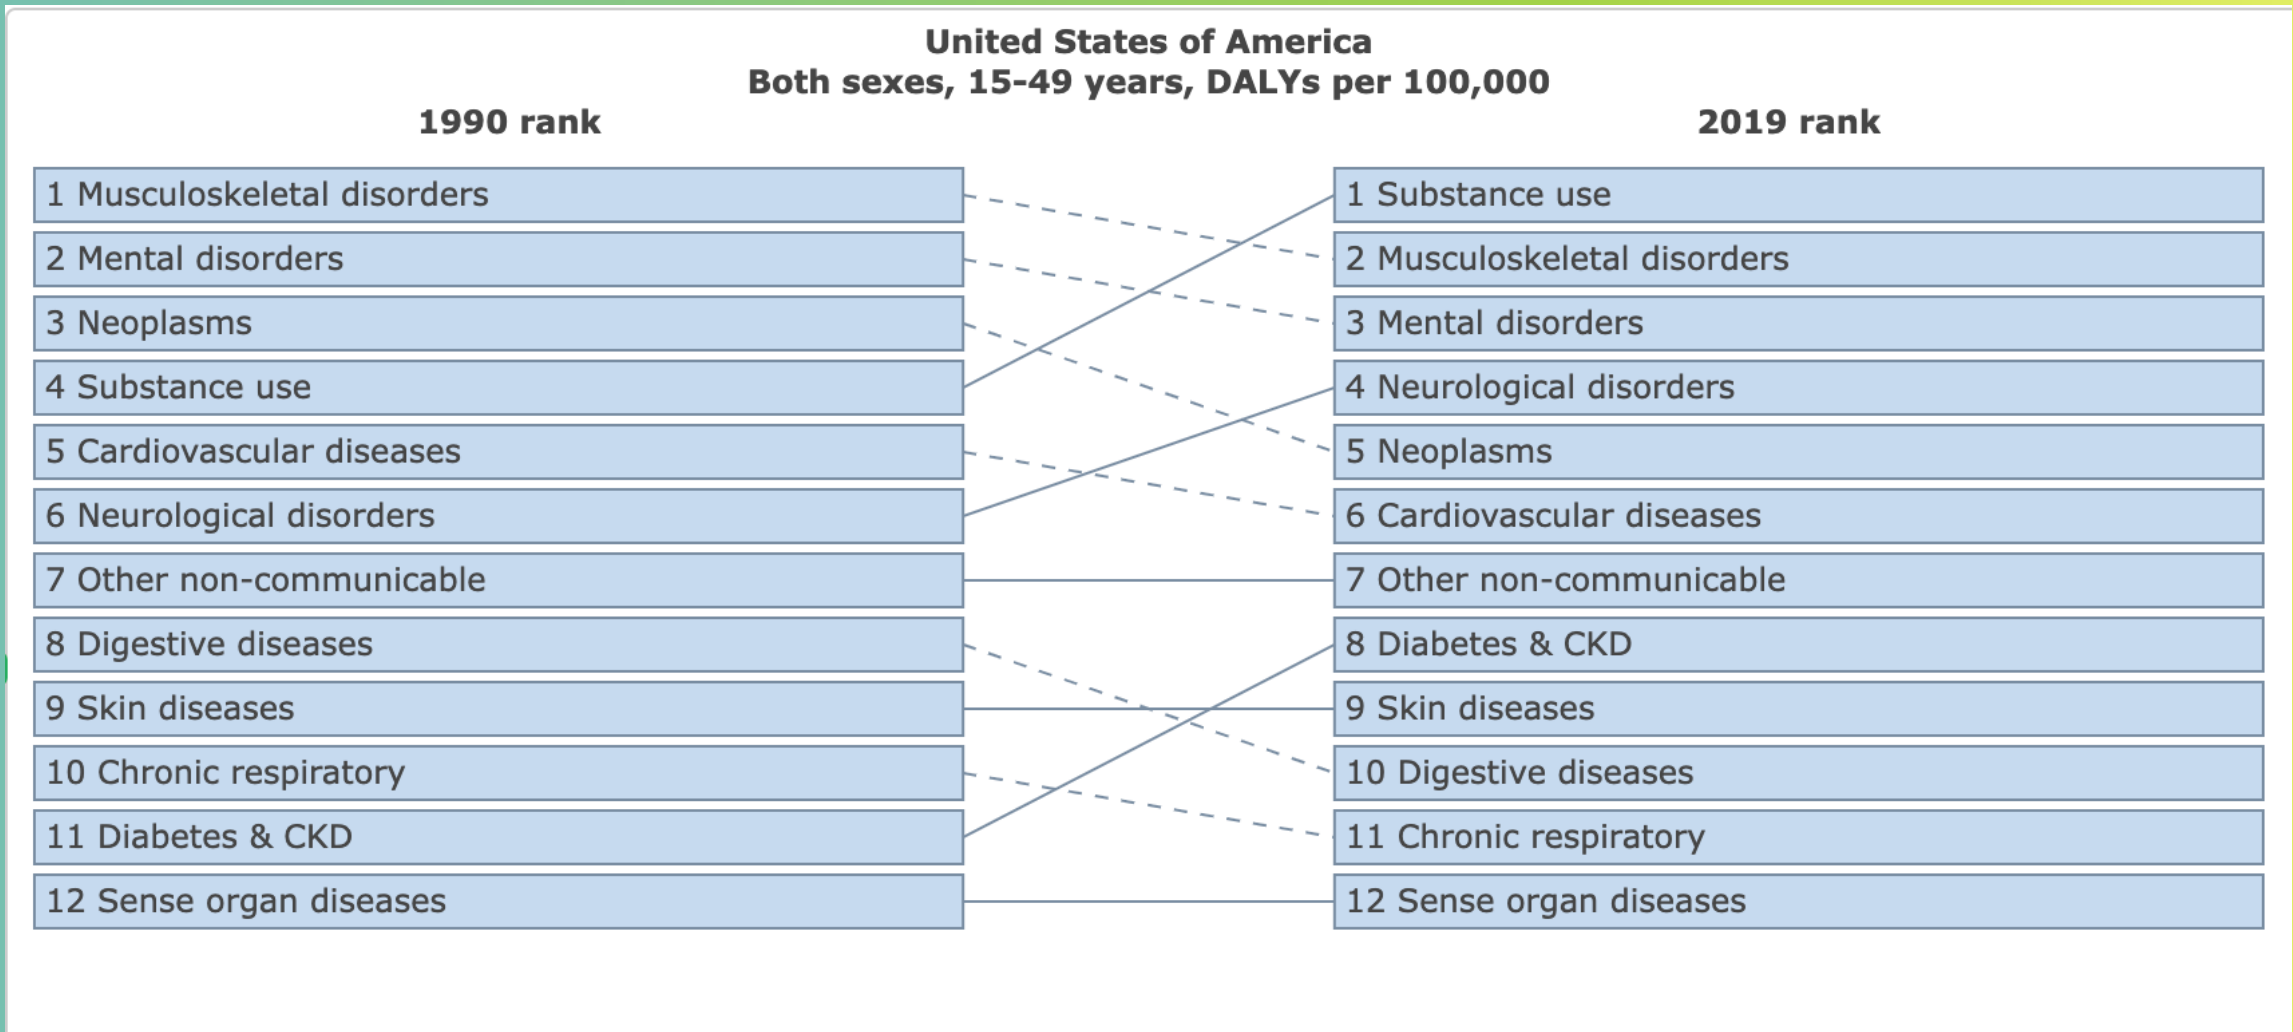 United States of America
Both sexes, 15-49 years, DALYs per 100,000
1990 rank
2019 rank
1 Musculoskeletal disorders
2 Mental disorders
3 Neoplasms
4 Substance use
5 Cardiovascular diseases
6 Neurological disorders
7 Other non-communicable
8 Digestive diseases
9 Skin diseases
10 Chronic respiratory
11 Diabetes & CKD
12 Sense organ diseases
1 Substance use
2 Musculoskeletal disorders
3 Mental disorders
4 Neurological disorders
5 Neoplasms
6 Cardiovascular diseases
7 Other non-communicable
8 Diabetes & CKD
9 Skin diseases
10 Digestive diseases
11 Chronic respiratory
12 Sense organ diseases